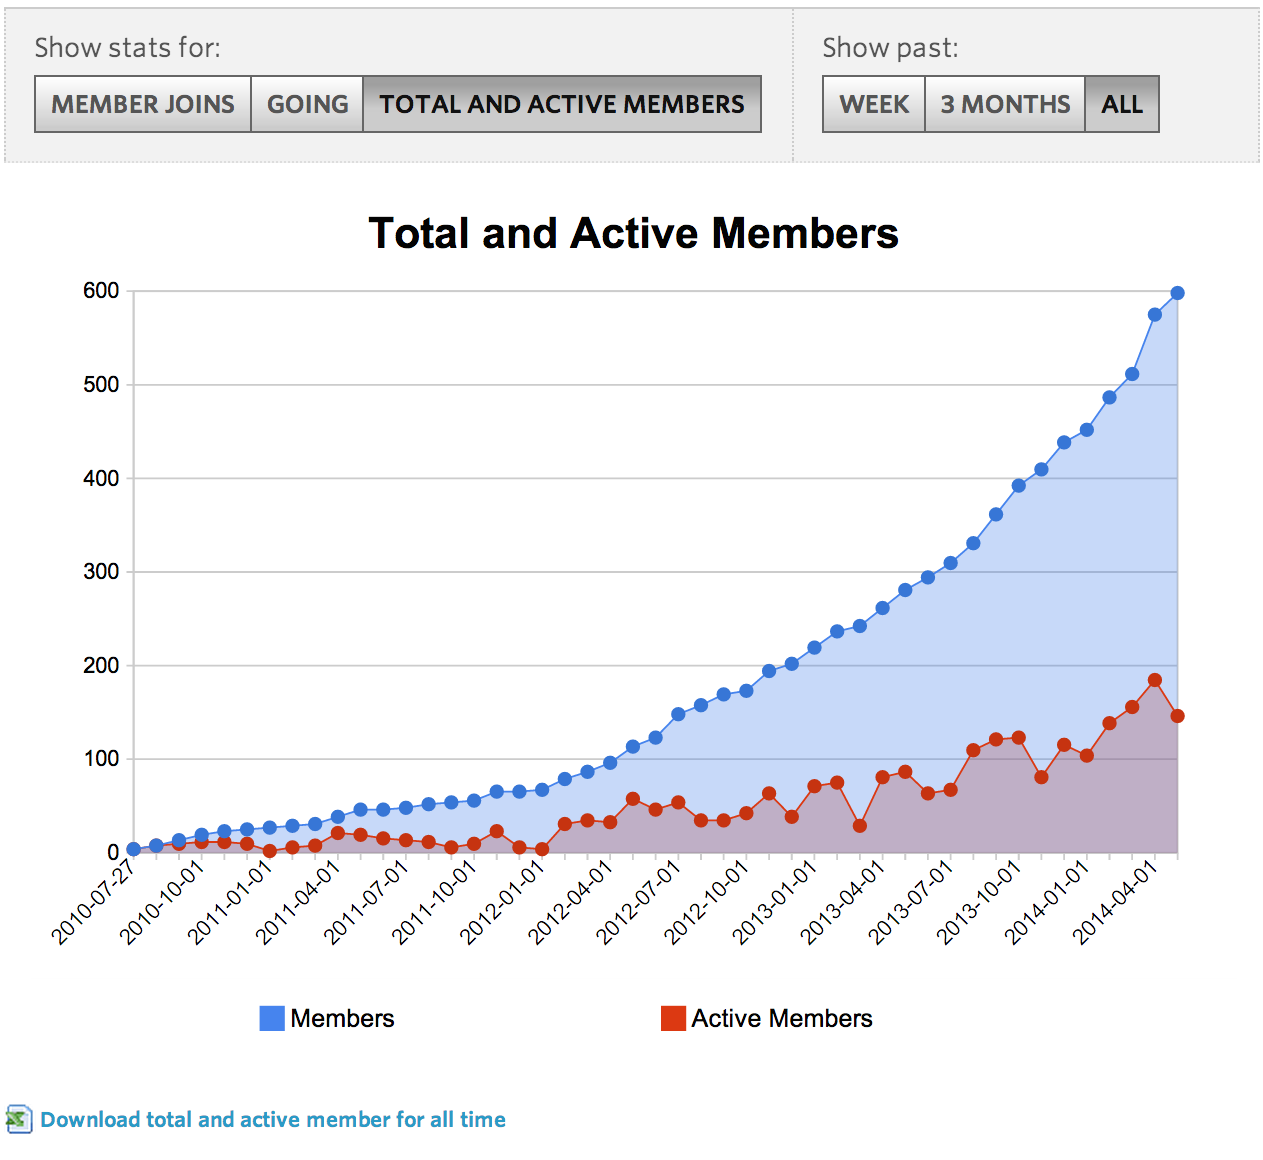 Show stats for:
MEMBER JOINS GOING TOTAL AND ACTIVE MEMBERS
Show past:
WEEK 3 MONTHS ALL
Total and Active Members
600
500
400
300
200
100
0
2010-07-27 2010-10-01 2011-01-01 2011-04-01 2011-07-01 2011-10-01 2012-01-01 2012-04-01 2012-07-01 2012-10-01 2013-01-01 2013-04-01 2013-07-01 2013-10-01 2014-01-01 2014-04-01
Members Active Members
Download total and active member for all time